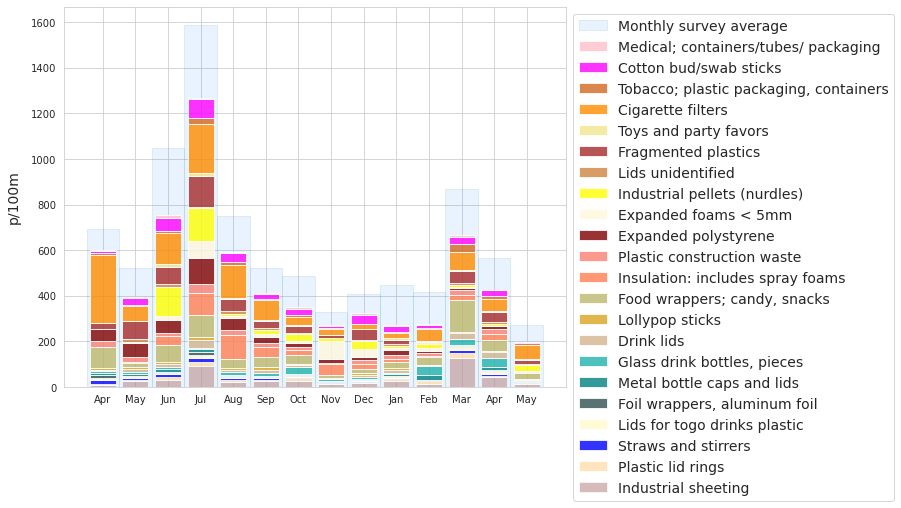 1600
1400
1200
1000
800
600
400
200
0
p/100m
Apr May Jun Jul Aug Sep Oct Nov Dec Jan Feb Mar Apr May
Monthly survey average
Medical; containers/tubes/ packaging
Cotton bud/swab sticks
Tobacco; plastic packaging, containers
Cigarette filters
Toys and party favors
Fragmented plastics
Lids unidentified
Industrial pellets (nurdles)
Expanded foams < 5mm
Expanded polystyrene
Plastic construction waste
Insulation: includes spray foams
Food wrappers; candy, snacks
Lollypop sticks
Drink lids
Glass drink bottles, pieces
Metal bottle caps and lids
Foil wrappers, aluminum foil
Lids for togo drinks plastic
Straws and stirrers
Plastic lid rings
Industrial sheeting